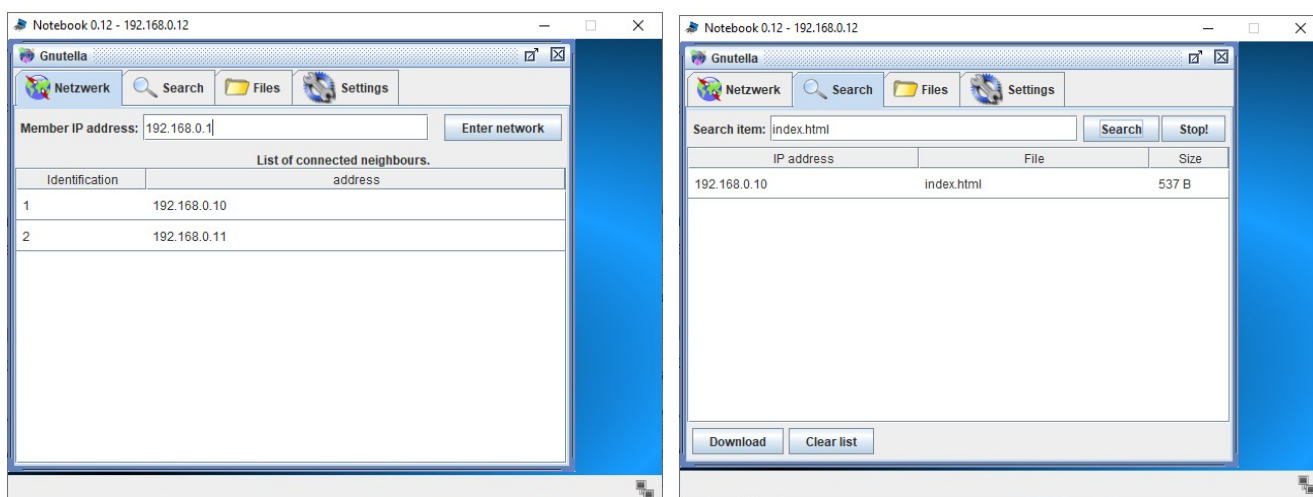 Notebook 0.12 - 192.168.0.12
Gnutella
Netzwerk Search Files Settings
Member IP address: 192.168.0.1 Enter network
List of connected neighbours.
Identification address
1 192.168.0.10
2 192.168.0.11
Notebook 0.12 - 192.168.0.12
Gnutella
Netzwerk Search Files Settings
Search item: index.html Search Stop!
IP address File Size
192.168.0.10 index.html 537 B
Download Clear list